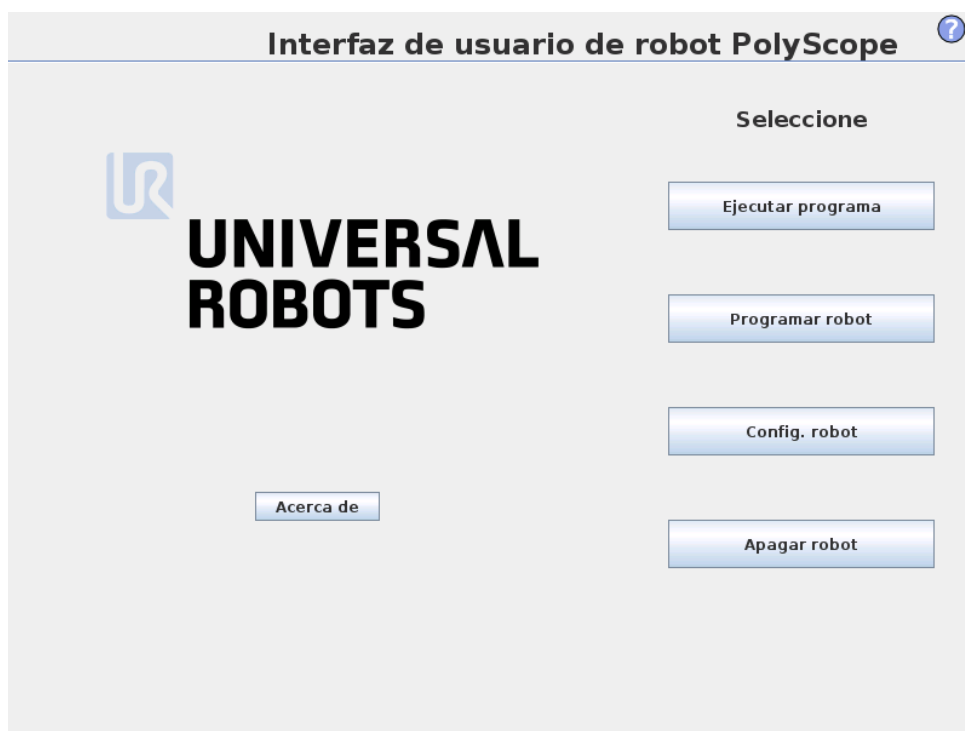 Interfaz de usuario de robot PolyScope
?
Seleccione
UR
UNIVERSAL
ROBOTS
Ejecutar programa
Programar robot
Config. robot
Acerca de
Apagar robot